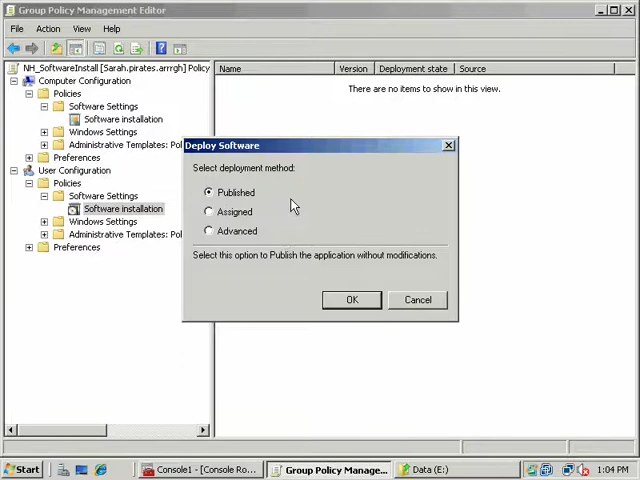 Group Policy Management Editor
File Action View Help
NH_SoftwareInstall [Sarah.pirates.arrrgh] Policy
Computer Configuration
Policies
Software Settings
Software installation
Windows Settings
Administrative Templates: Pol
Preferences
User Configuration
Policies
Software Settings
Software installation
Windows Settings
Administrative Templates: Pol
Preferences
Name Version Deployment state Source
There are no items to show in this view.
Deploy Software
Select deployment method:
Published
Assigned
Advanced
Select this option to Publish the application without modifications.
OK Cancel
Start Console1 - [Console Ro... Group Policy Manage... Data (E:) 1:04 PM